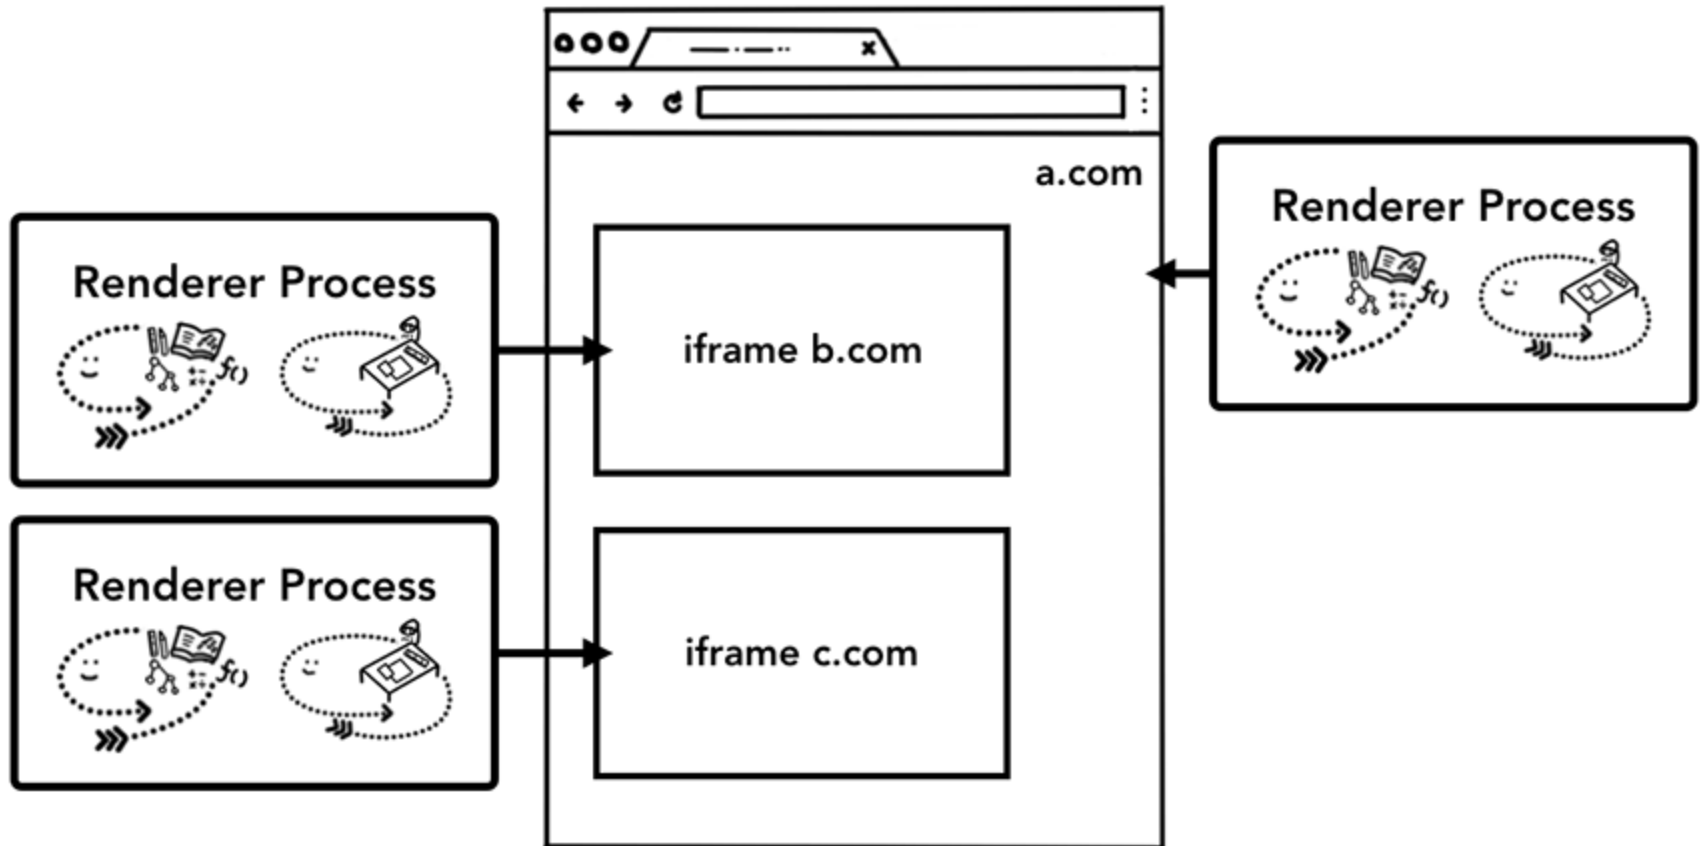 a.com
Renderer Process
f()
iframe b.com
Renderer Process
f()
Renderer Process
f()
iframe c.com